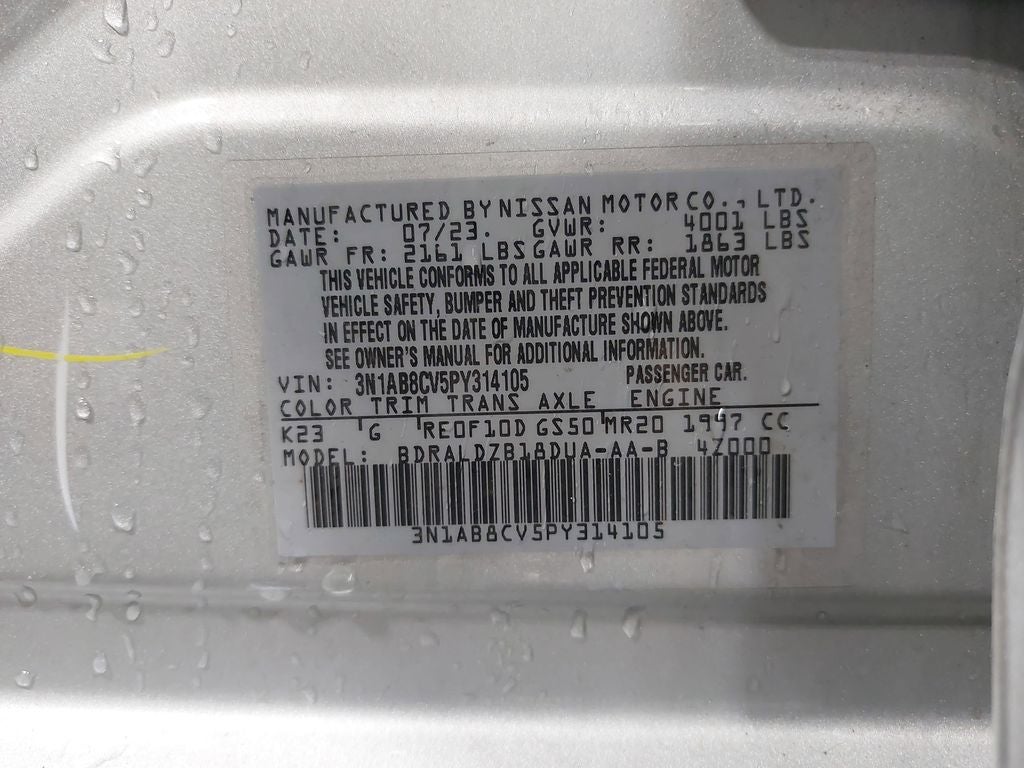 MANUFACTURED BY NISSAN MOTOR CO., LTD.
DATE: 07/23. GVWR: 4001 LBS
GAWR FR: 2161 LBS GAWR RR: 1863 LBS
THIS VEHICLE CONFORMS TO ALL APPLICABLE FEDERAL MOTOR
VEHICLE SAFETY, BUMPER AND THEFT PREVENTION STANDARDS
IN EFFECT ON THE DATE OF MANUFACTURE SHOWN ABOVE.
SEE OWNER'S MANUAL FOR ADDITIONAL INFORMATION.
VIN: 3N1AB8CV5PY314105 PASSENGER CAR.
COLOR TRIM TRANS AXLE ENGINE
K23 G RE0F10D GS50 MR20 1997 CC
MODEL: BDRALDZB18DUA-AA-B 4Z000
3N1AB8CV5PY314105